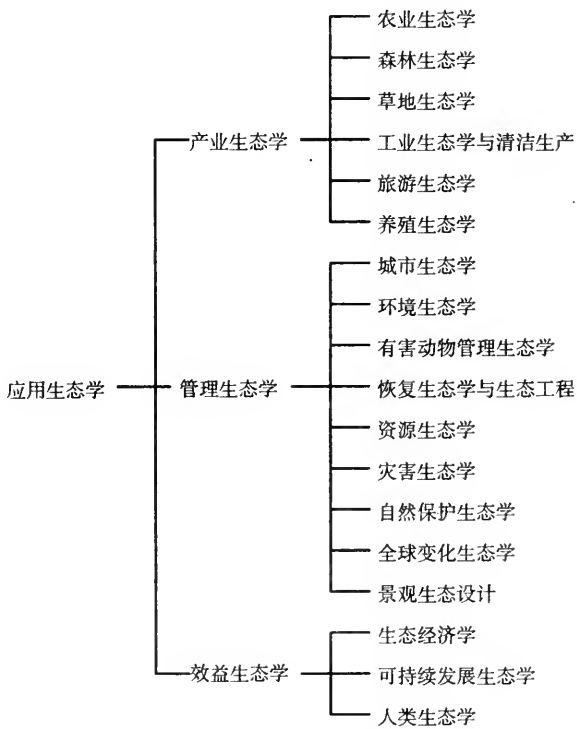 应用生态学
产业生态学
农业生态学
森林生态学
草地生态学
工业生态学与清洁生产
旅游生态学
养殖生态学
管理生态学
城市生态学
环境生态学
有害动物管理生态学
恢复生态学与生态工程
资源生态学
灾害生态学
自然保护生态学
全球变化生态学
景观生态设计
效益生态学
生态经济学
可持续发展生态学
人类生态学